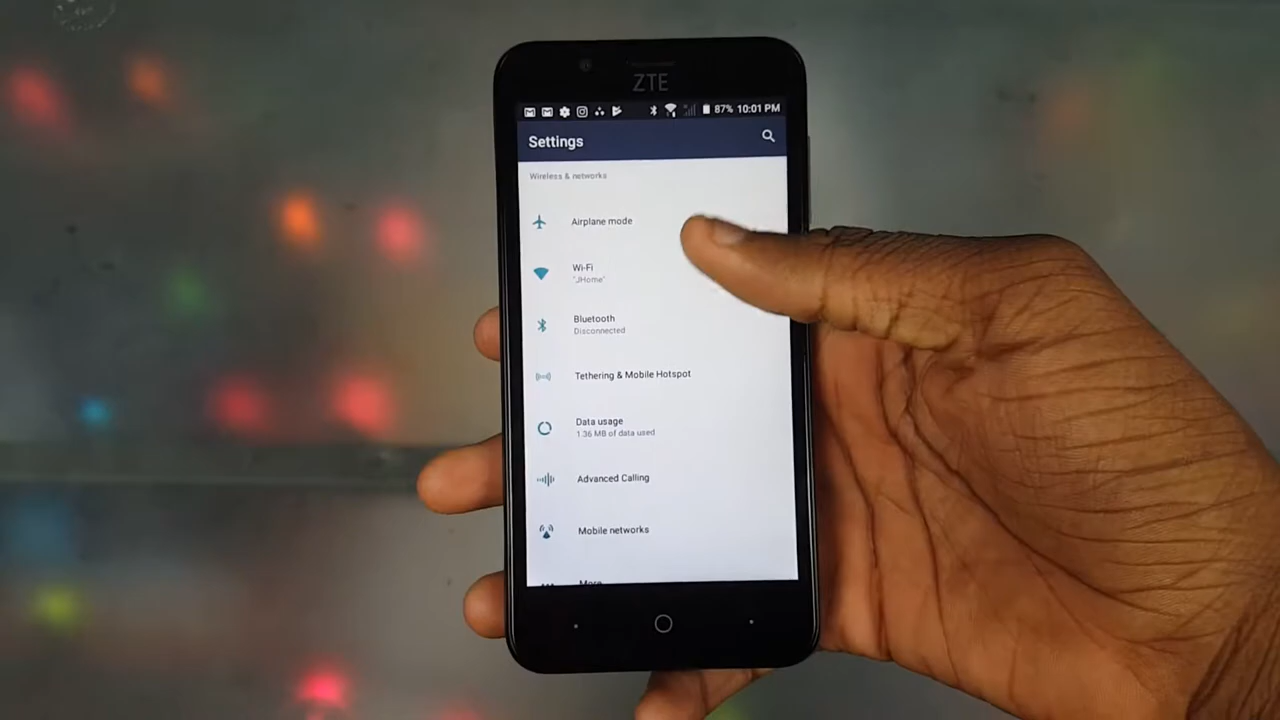 ZTE
87% 10:01 PM
Settings
Wireless & networks
Airplane mode
Wi-Fi
"JHome"
Bluetooth
Disconnected
Tethering & Mobile Hotspot
Data usage
1.36 MB of data used
Advanced Calling
Mobile networks
More